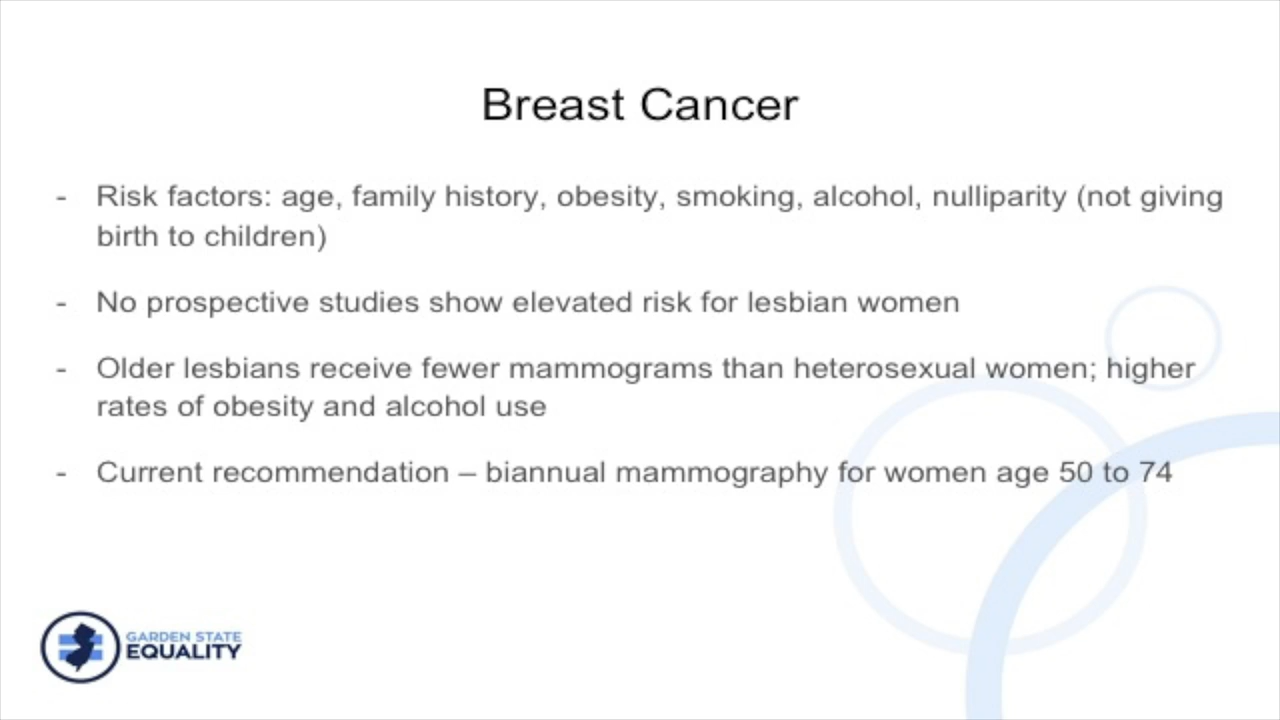 Breast Cancer
- Risk factors: age, family history, obesity, smoking, alcohol, nulliparity (not giving
birth to children)
- No prospective studies show elevated risk for lesbian women
- Older lesbians receive fewer mammograms than heterosexual women; higher
rates of obesity and alcohol use
- Current recommendation – biannual mammography for women age 50 to 74
GARDEN STATE
EQUALITY